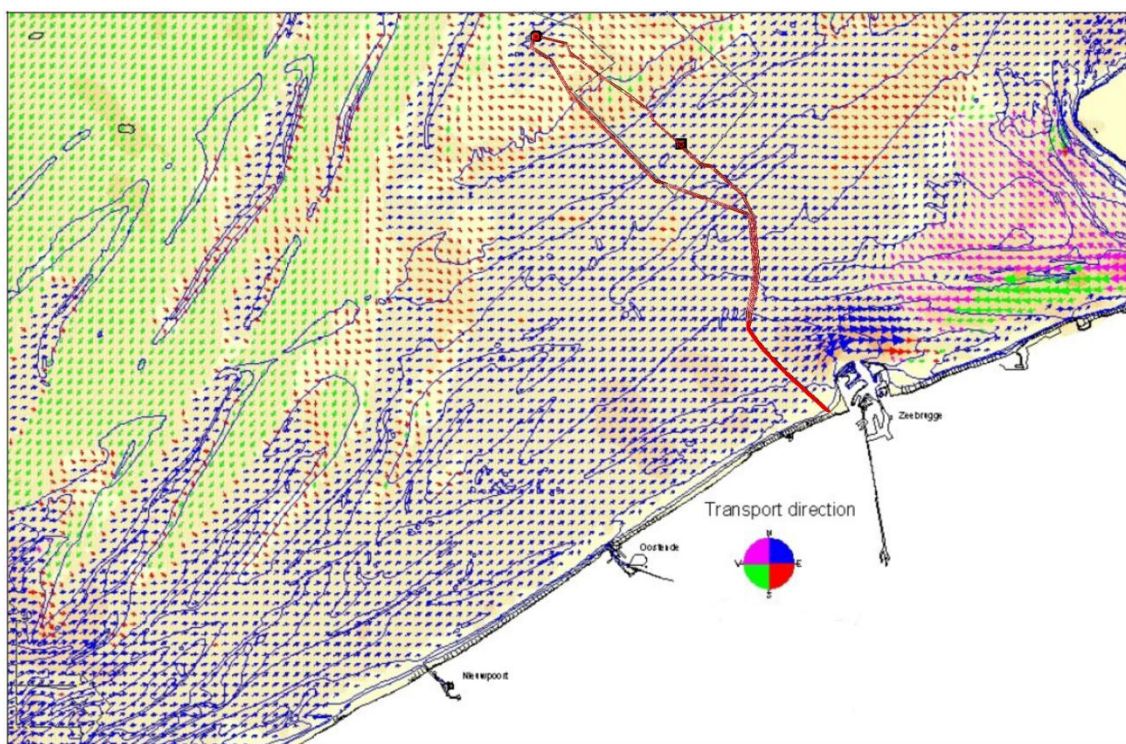 Zeebrugge
Transport direction
N
E
S
Oostende
Nieuwpoort